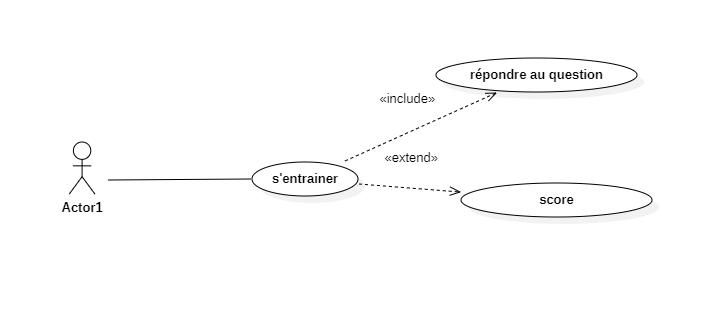 répondre au question
«include»
«extend»
s'entrainer
score
Actor1